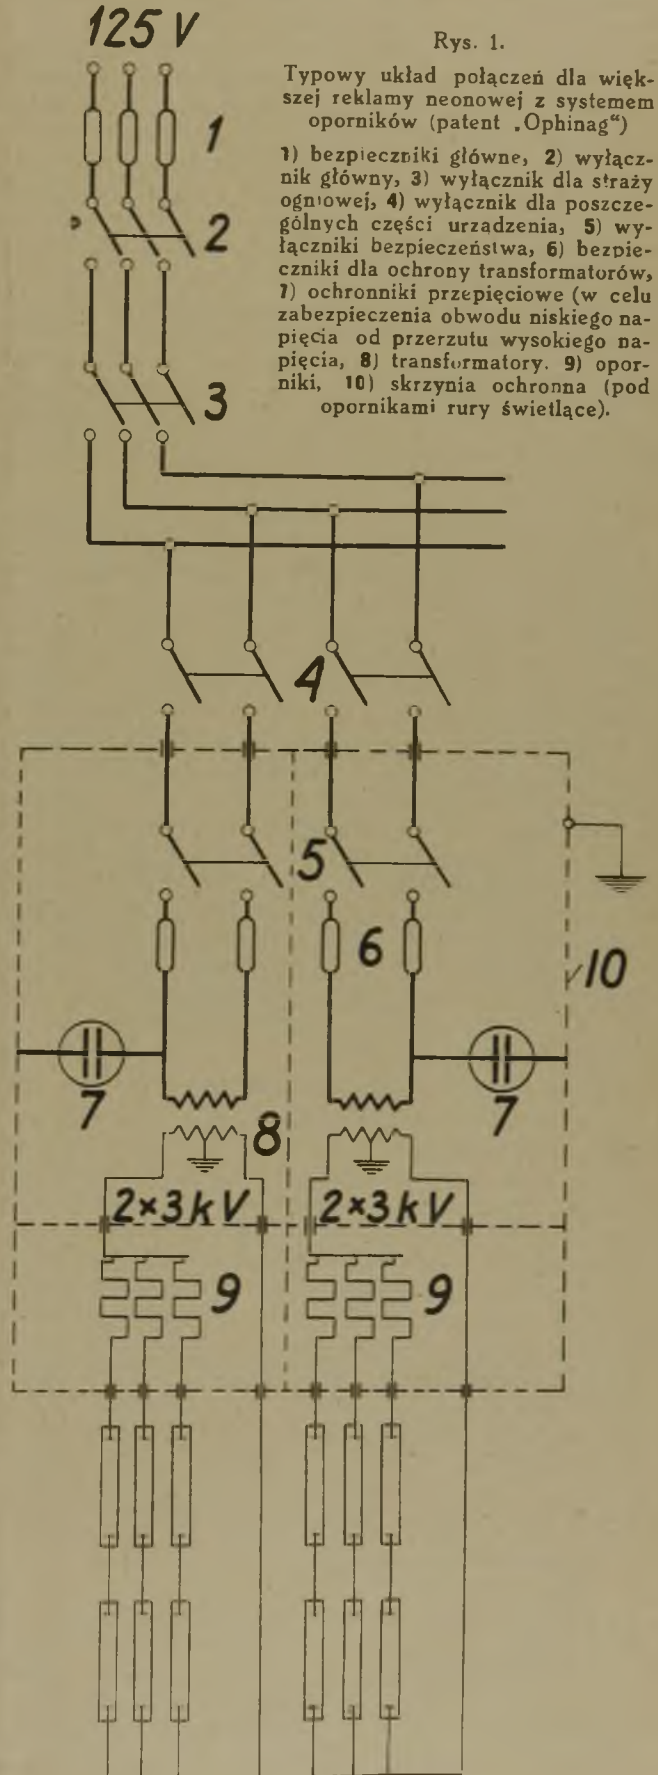 125 V
Rys. 1.
Typowy układ połączeń dla więk-
szej reklamy neonowej z systemem
oporników (patent „Ophinag“)
1) bezpieczniki główne, 2) wyłącz-
nik główny, 3) wyłącznik dla straży
ogniowej, 4) wyłącznik dla poszcze-
gólnych części urządzenia, 5) wy-
łączniki bezpieczeństwa, 6) bezpie-
czniki dla ochrony transformatorów,
7) ochronniki przepięciowe (w celu
zabezpieczenia obwodu niskiego na-
pięcia od przerzutu wysokiego na-
pięcia, 8) transformatory. 9) opor-
niki, 10) skrzynia ochronna (pod
opornikami rury świetlące).
1
2
3
4
5
6
10
7
7
8
2×3kV
2×3kV
9
9